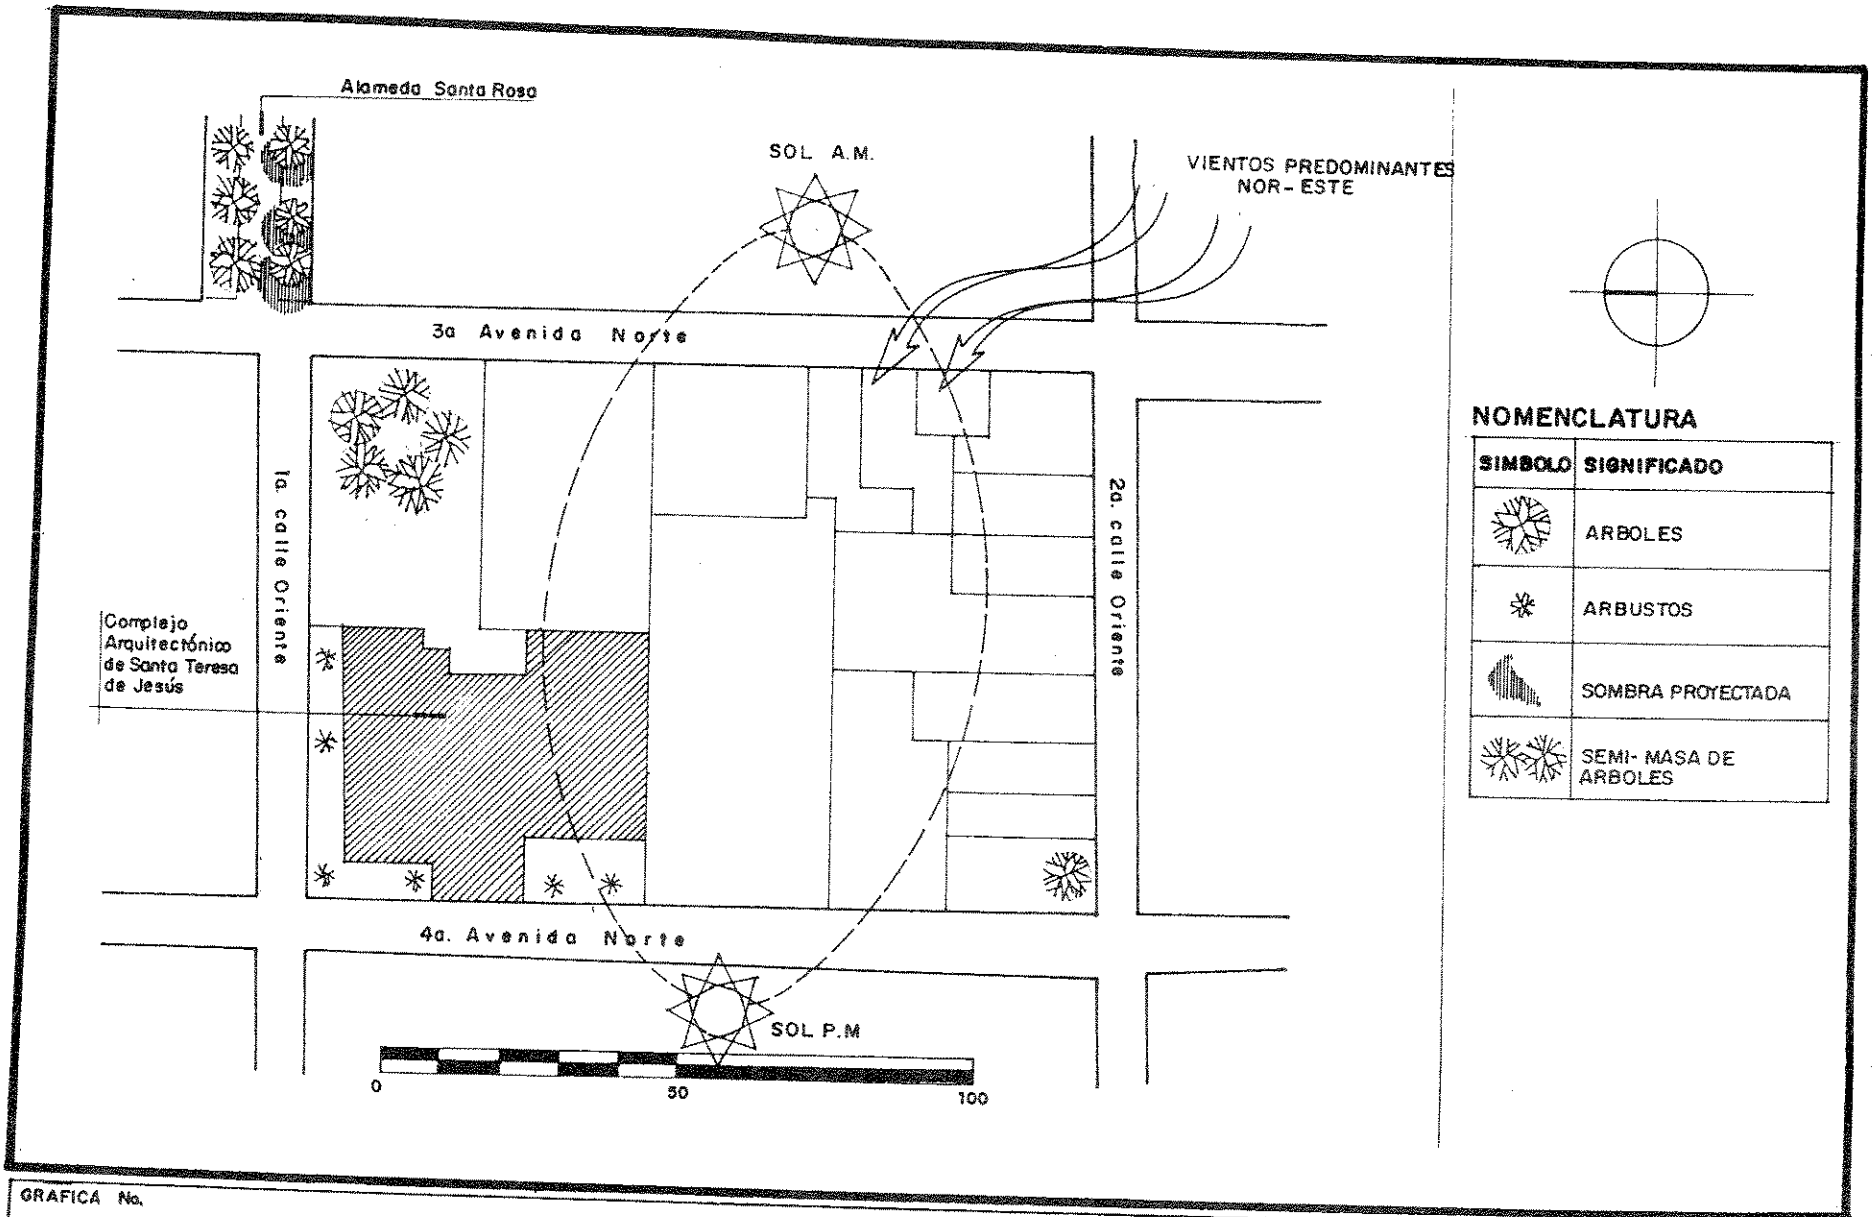 Alameda Santa Rosa
SOL A.M.
VIENTOS PREDOMINANTES
NOR-ESTE
3a Avenida Norte
1a. calle Oriente
2a. calle Oriente
Complejo
Arquitectónico
de Santa Teresa
de Jesús
4a. Avenida Norte
SOL P.M
0 50 100
NOMENCLATURA
SIMBOLO SIGNIFICADO
ARBOLES
ARBUSTOS
SOMBRA PROYECTADA
SEMI-MASA DE
ARBOLES
GRAFICA No.